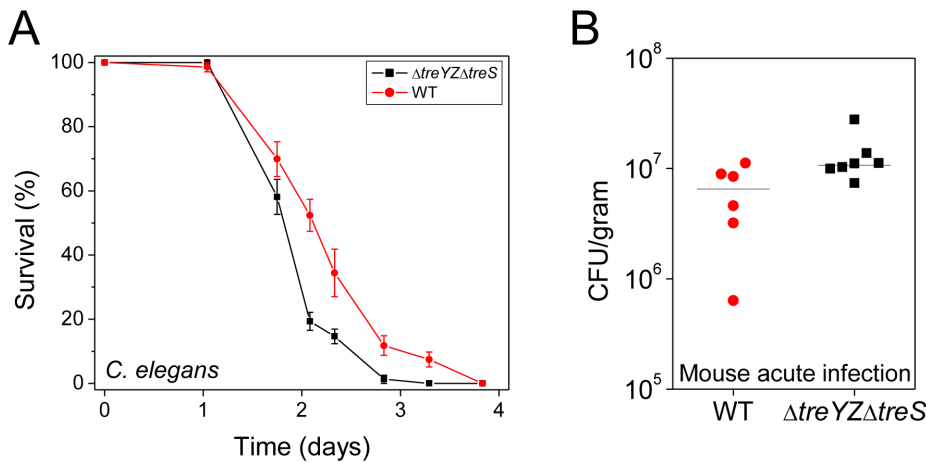 A
B
Survival (%)
100
80
60
40
20
0
ΔtreYZΔtreS
WT
C. elegans
0 1 2 3 4
Time (days)
CFU/gram
10^8
10^7
10^6
10^5
Mouse acute infection
WT ΔtreYZΔtreS